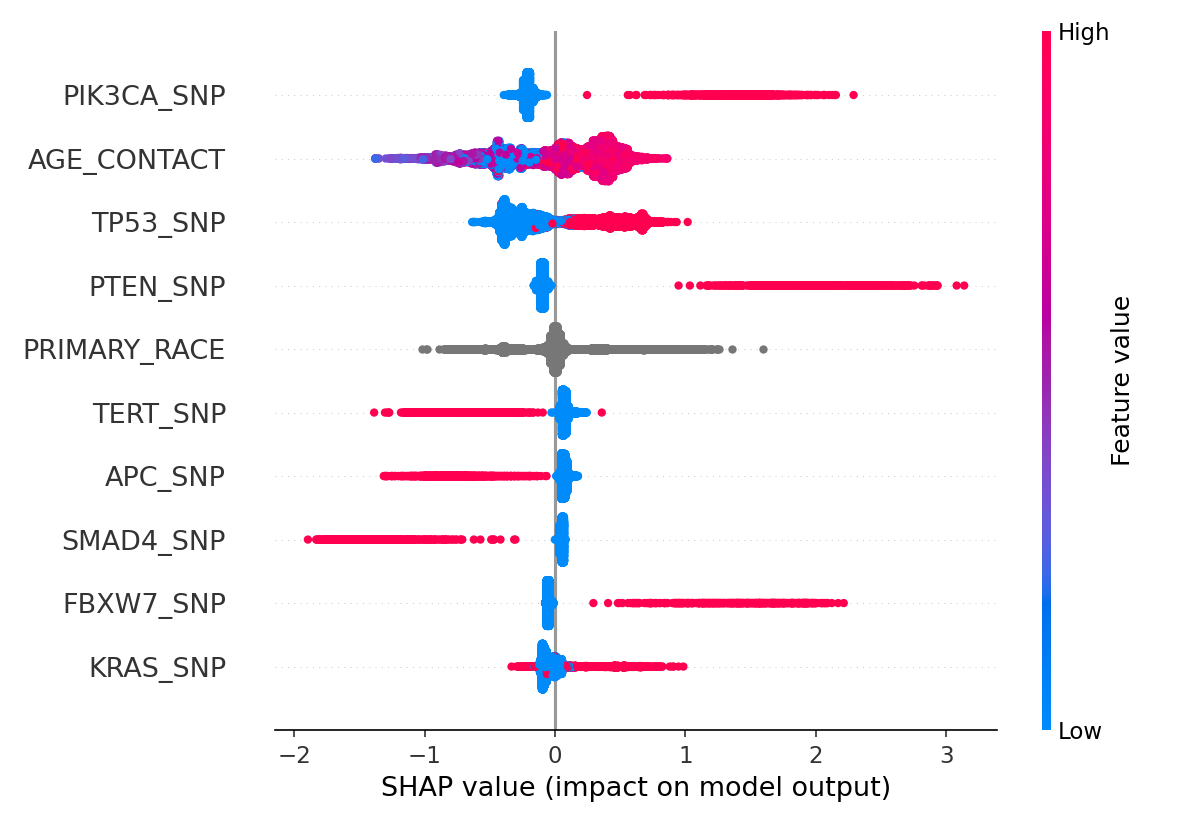 High
PIK3CA_SNP
AGE_CONTACT
TP53_SNP
PTEN_SNP
PRIMARY_RACE
TERT_SNP
APC_SNP
SMAD4_SNP
FBXW7_SNP
KRAS_SNP
Feature value
Low
−2 −1 0 1 2 3
SHAP value (impact on model output)